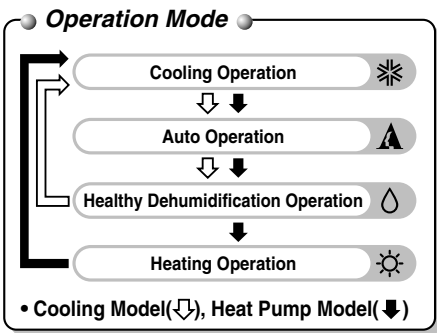 Operation Mode
Cooling Operation
Auto Operation
Healthy Dehumidification Operation
Heating Operation
• Cooling Model(⇩), Heat Pump Model(⬇)